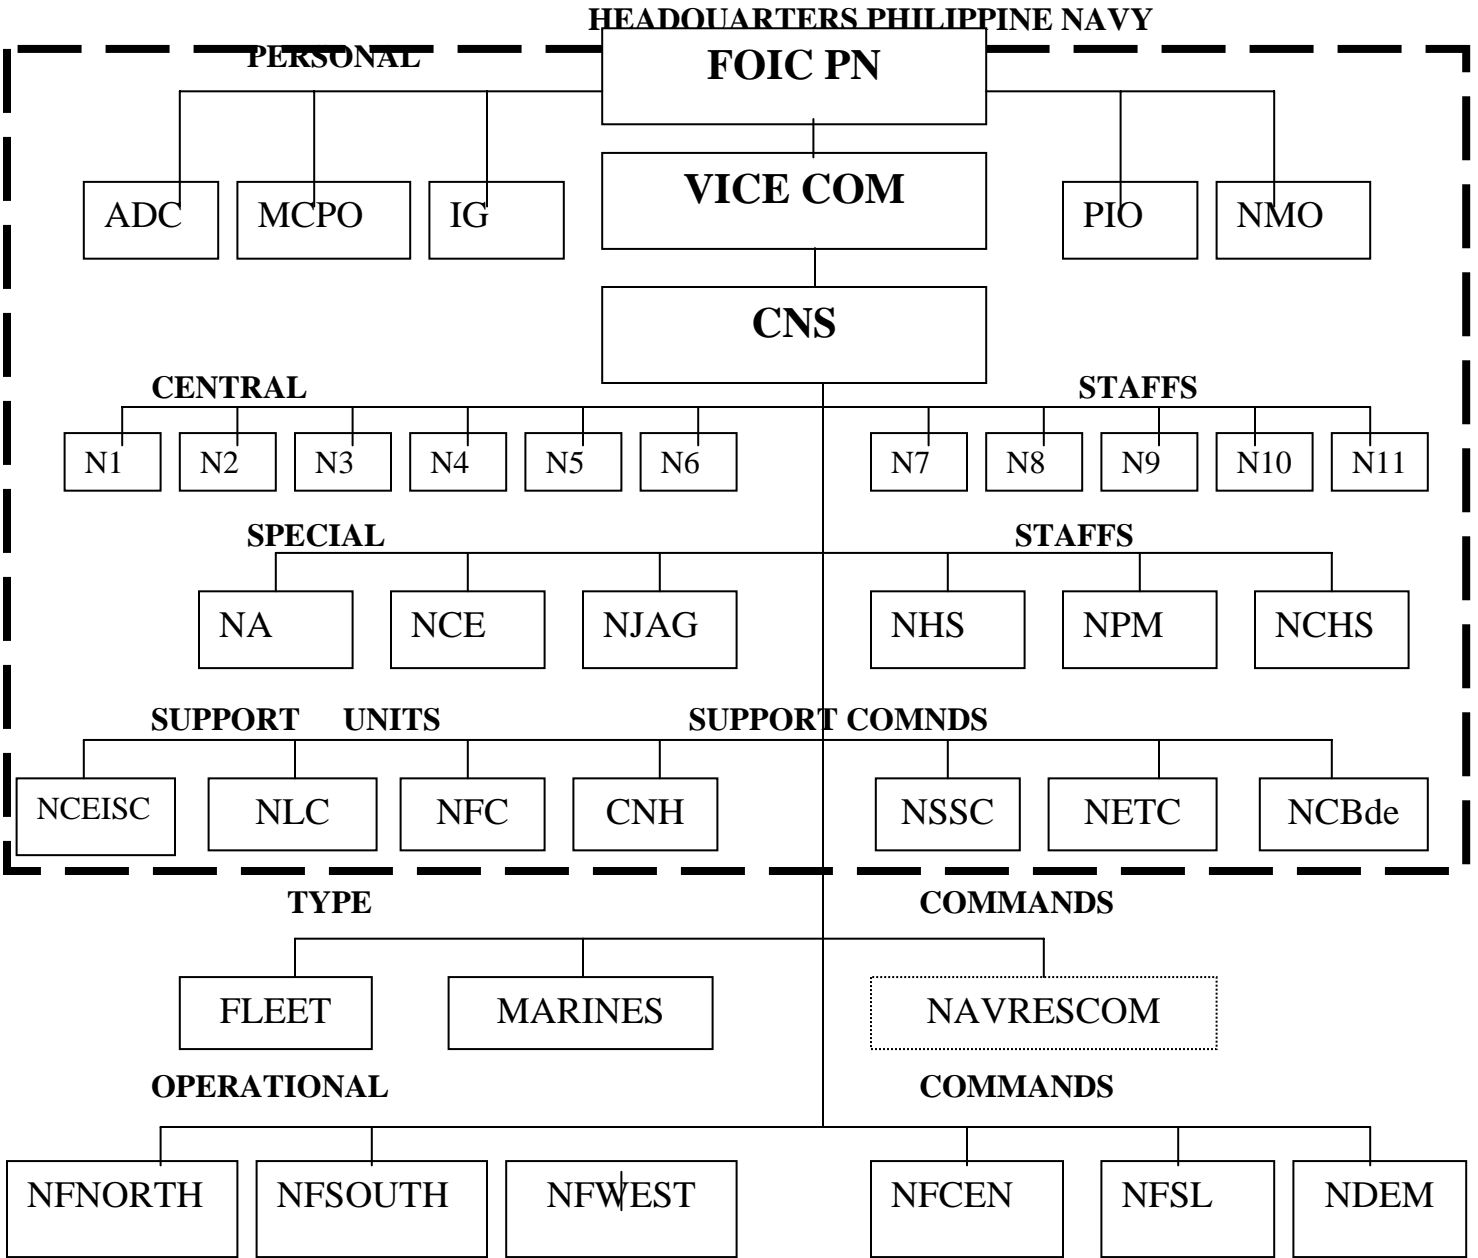 HEADQUARTERS PHILIPPINE NAVY
PERSONAL
FOIC PN
VICE COM
ADC MCPO IG PIO NMO
CNS
CENTRAL STAFFS
N1 N2 N3 N4 N5 N6 N7 N8 N9 N10 N11
SPECIAL STAFFS
NA NCE NJAG NHS NPM NCHS
SUPPORT UNITS SUPPORT COMNDS
NCEISC NLC NFC CNH NSSC NETC NCBde
TYPE COMMANDS
FLEET MARINES NAVRESCOM
OPERATIONAL COMMANDS
NFNORTH NFSOUTH NFWEST NFCEN NFSL NDEM